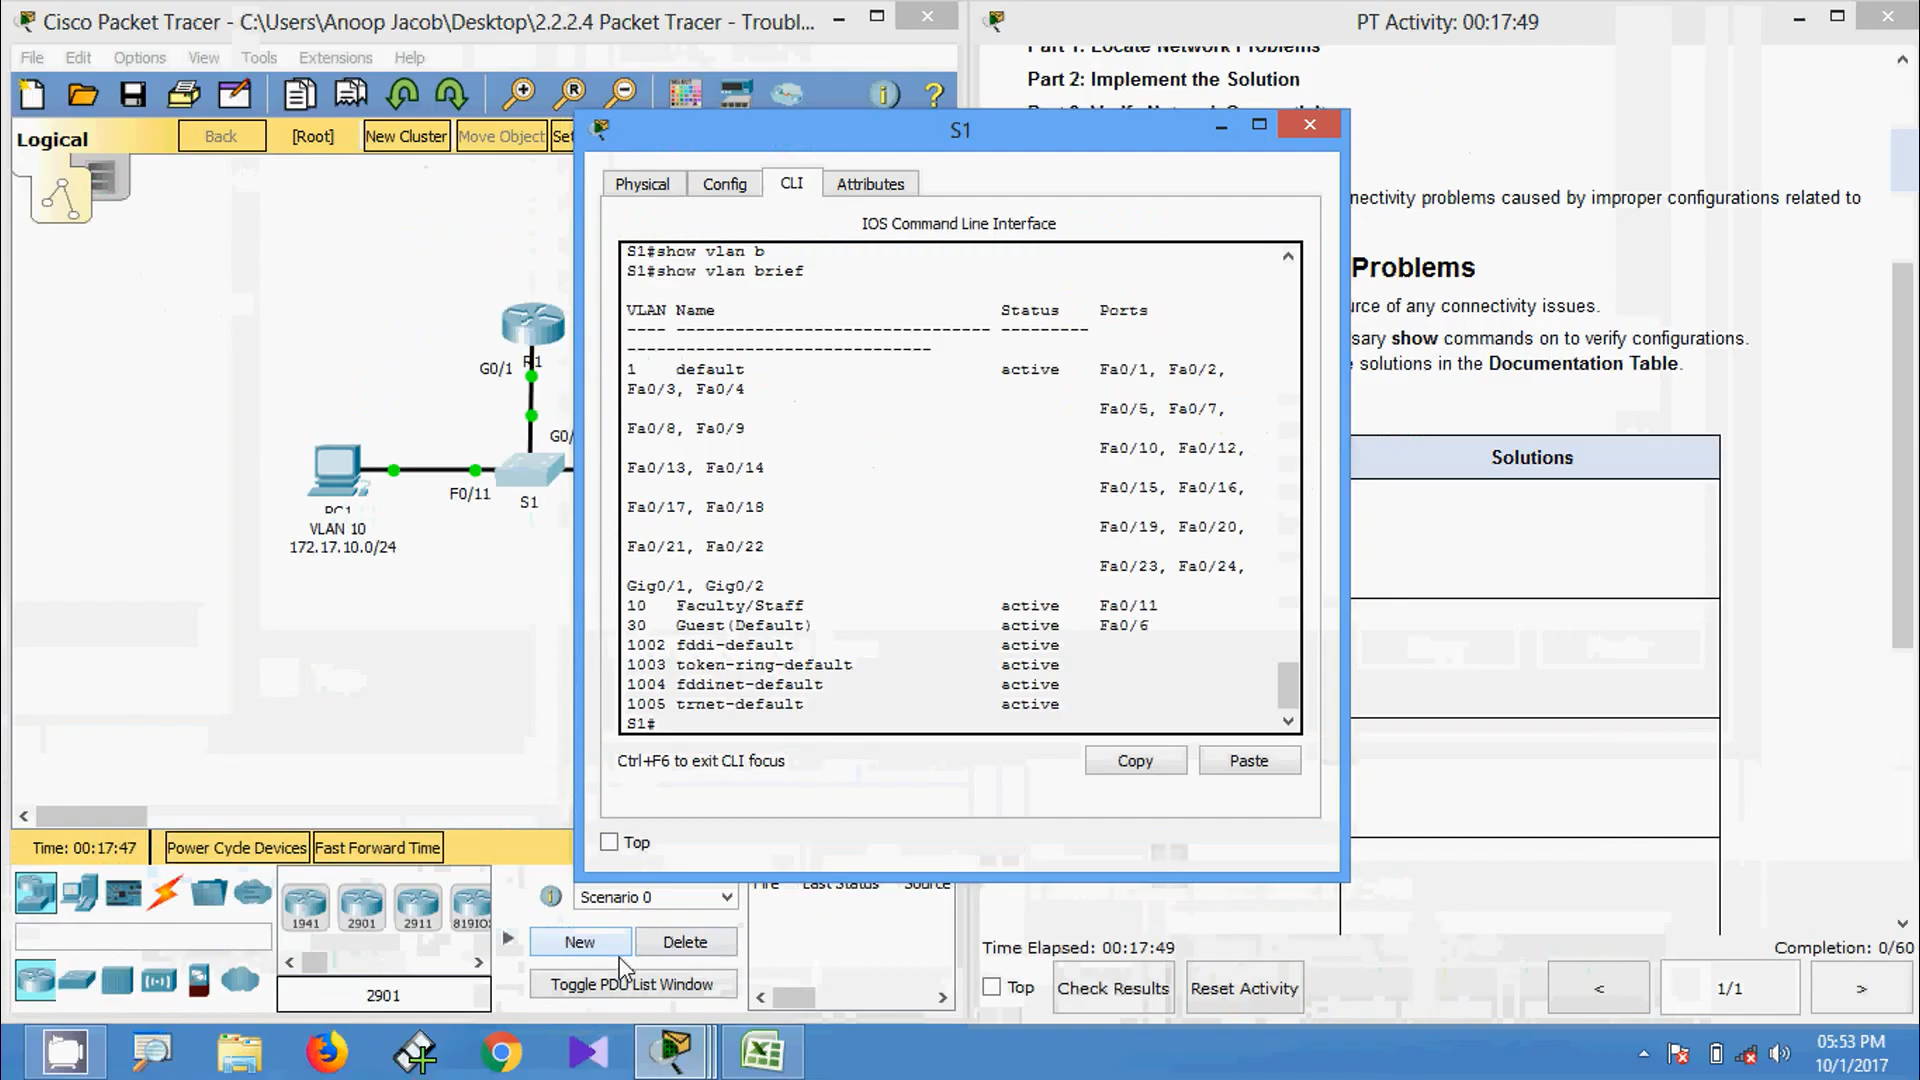 Cisco Packet Tracer - C:\Users\Anoop Jacob\Desktop\2.2.2.4 Packet Tracer - Troubl...
File Edit Options View Tools Extensions Help
Logical
Back
[Root]
New Cluster
Move Object
Set
G0/1
R1
G0/
F0/11
S1
PC1
VLAN 10
172.17.10.0/24
S1
Physical
Config
CLI
Attributes
IOS Command Line Interface
S1#show vlan b
S1#show vlan brief
VLAN Name Status Ports
---- -------------------------------- ---------
-------------------------------
1 default active Fa0/1, Fa0/2,
Fa0/3, Fa0/4
Fa0/5, Fa0/7,
Fa0/8, Fa0/9
Fa0/10, Fa0/12,
Fa0/13, Fa0/14
Fa0/15, Fa0/16,
Fa0/17, Fa0/18
Fa0/19, Fa0/20,
Fa0/21, Fa0/22
Fa0/23, Fa0/24,
Gig0/1, Gig0/2
10 Faculty/Staff active Fa0/11
30 Guest(Default) active Fa0/6
1002 fddi-default active
1003 token-ring-default active
1004 fddinet-default active
1005 trnet-default active
S1#
Ctrl+F6 to exit CLI focus
Copy
Paste
Top
PT Activity: 00:17:49
Part 1: Locate Network Problems
Part 2: Implement the Solution
nectivity problems caused by improper configurations related to
Problems
urce of any connectivity issues.
sary show commands on to verify configurations.
solutions in the Documentation Table.
Solutions
Time: 00:17:47
Power Cycle Devices
Fast Forward Time
1941
2901
2911
819IO
2901
Scenario 0
New
Delete
Toggle PDU List Window
Fire Last Status Source
Time Elapsed: 00:17:49
Completion: 0/60
Top
Check Results
Reset Activity
<
1/1
>
05:53 PM
10/1/2017